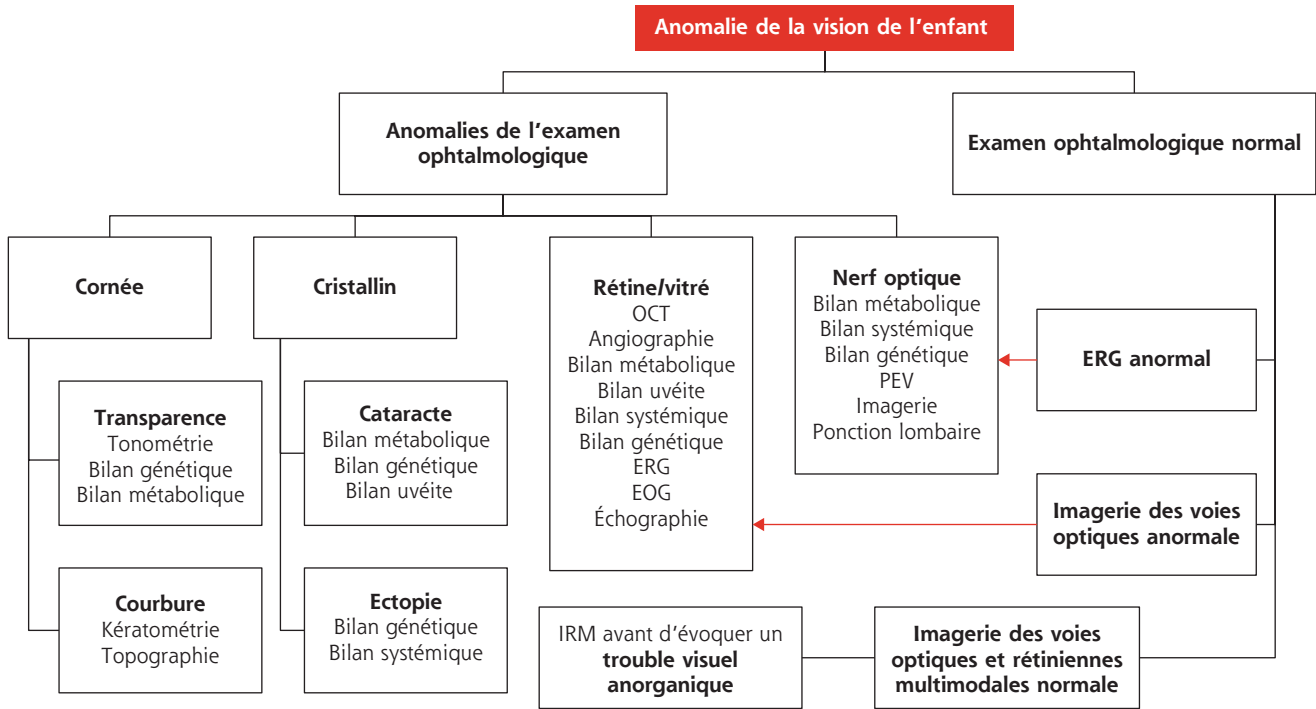 Anomalie de la vision de l'enfant
Anomalies de l'examen
ophtalmologique
Examen ophtalmologique normal
Cornée
Transparence
Tonométrie
Bilan génétique
Bilan métabolique
Courbure
Kératométrie
Topographie
Cristallin
Cataracte
Bilan métabolique
Bilan génétique
Bilan uvéite
Ectopie
Bilan génétique
Bilan systémique
Rétine/vitré
OCT
Angiographie
Bilan métabolique
Bilan uvéite
Bilan systémique
Bilan génétique
ERG
EOG
Échographie
Nerf optique
Bilan métabolique
Bilan systémique
Bilan génétique
PEV
Imagerie
Ponction lombaire
ERG anormal
Imagerie des voies
optiques anormale
Imagerie des voies
optiques et rétiniennes
multimodales normale
IRM avant d'évoquer un
trouble visuel
anorganique